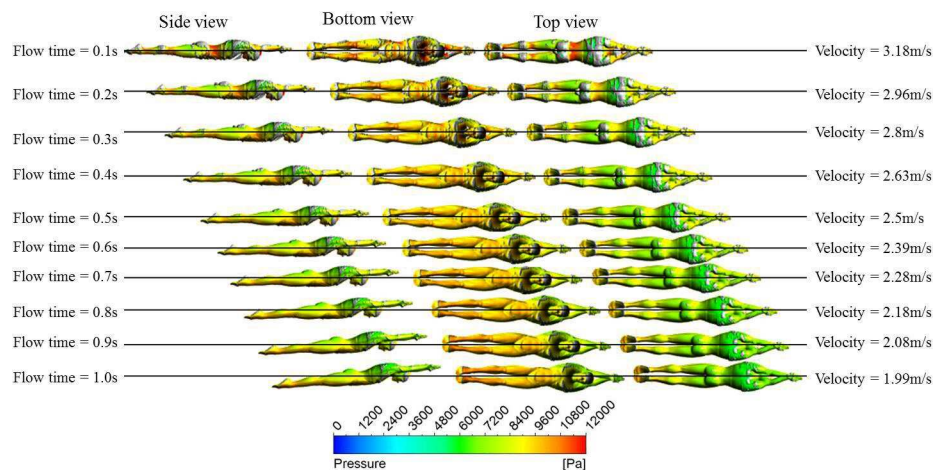 Side view Bottom view Top view
Flow time = 0.1s Velocity = 3.18m/s
Flow time = 0.2s Velocity = 2.96m/s
Flow time = 0.3s Velocity = 2.8m/s
Flow time = 0.4s Velocity = 2.63m/s
Flow time = 0.5s Velocity = 2.5m/s
Flow time = 0.6s Velocity = 2.39m/s
Flow time = 0.7s Velocity = 2.28m/s
Flow time = 0.8s Velocity = 2.18m/s
Flow time = 0.9s Velocity = 2.08m/s
Flow time = 1.0s Velocity = 1.99m/s
0 1200 2400 3600 4800 6000 7200 8400 9600 10800 12000
Pressure [Pa]